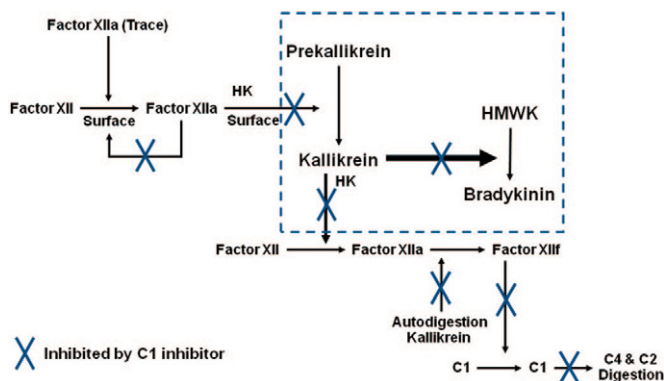 Factor XIIa (Trace)
Prekallikrein
HK
Factor XII
Factor XIIa
HMWK
Surface
Surface
Kallikrein
HK
Bradykinin
Factor XII
Factor XIIa
Factor XIIf
Autodigestion
Kallikrein
Inhibited by C1 inhibitor
C1
C1
C4 & C2
Digestion